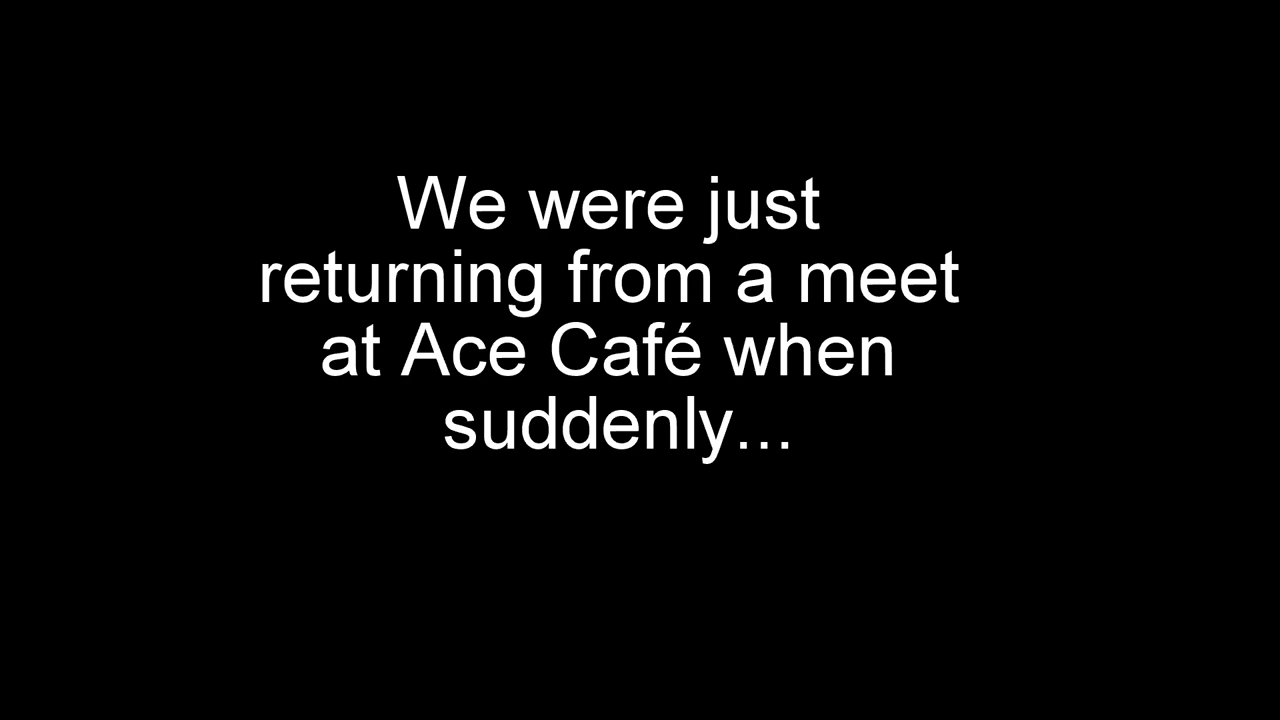 We were just
returning from a meet
at Ace Café when
suddenly...